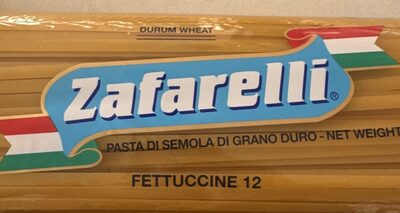 DURUM WHEAT
Zafarelli®
PASTA DI SEMOLA DI GRANO DURO - NET WEIGHT
FETTUCCINE 12